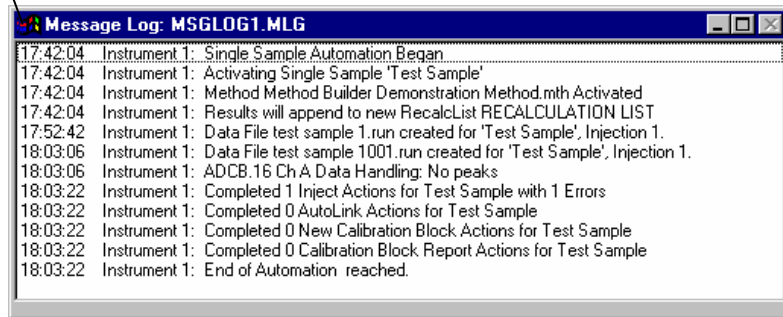 Message Log: MSGLOG1.MLG
17:42:04 Instrument 1: Single Sample Automation Began
17:42:04 Instrument 1: Activating Single Sample 'Test Sample'
17:42:04 Instrument 1: Method Method Builder Demonstration Method.mth Activated
17:42:04 Instrument 1: Results will append to new RecalcList RECALCULATION LIST
17:52:42 Instrument 1: Data File test sample 1.run created for 'Test Sample', Injection 1.
18:03:06 Instrument 1: Data File test sample 1001.run created for 'Test Sample', Injection 1.
18:03:06 Instrument 1: ADCB.16 Ch A Data Handling: No peaks
18:03:22 Instrument 1: Completed 1 Inject Actions for Test Sample with 1 Errors
18:03:22 Instrument 1: Completed 0 AutoLink Actions for Test Sample
18:03:22 Instrument 1: Completed 0 New Calibration Block Actions for Test Sample
18:03:22 Instrument 1: Completed 0 Calibration Block Report Actions for Test Sample
18:03:22 Instrument 1: End of Automation reached.